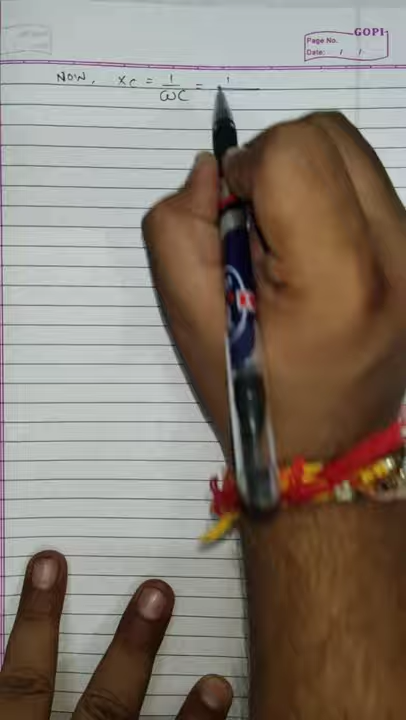 GOPI
Page No.
Date: / /
NOW, XC = 1/ωC = 1/